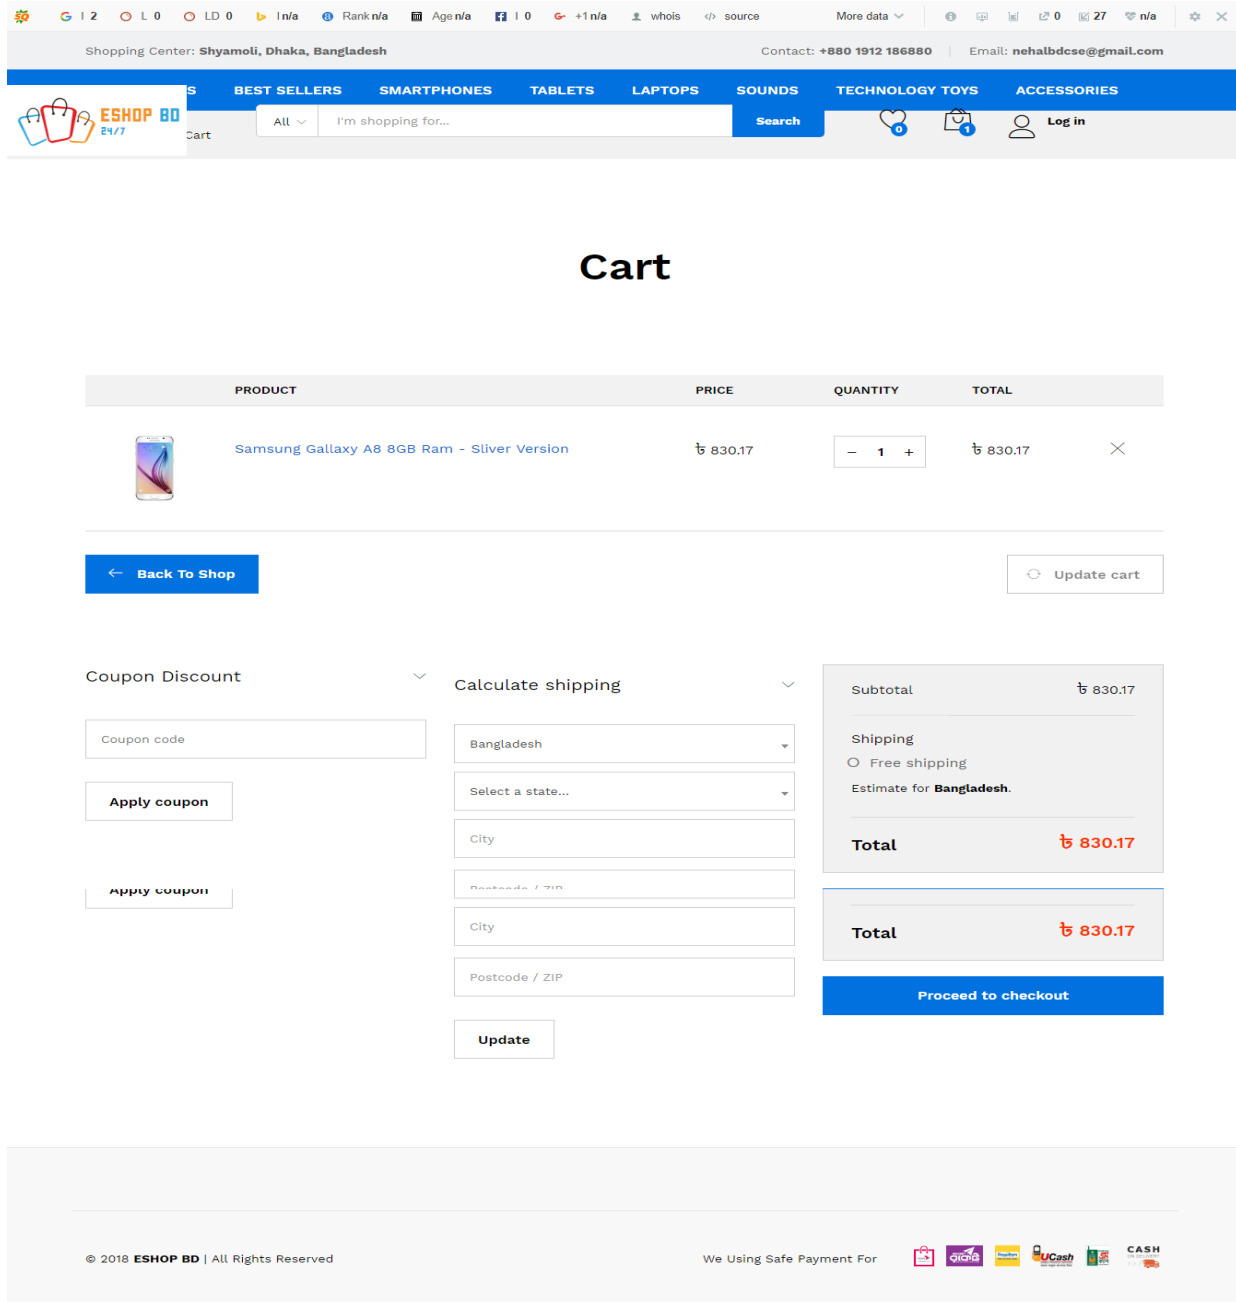 I 2 L 0 LD 0 I n/a Rank n/a Age n/a I 0 +1 n/a whois source More data 0 27 n/a
Shopping Center: Shyamoli, Dhaka, Bangladesh Contact: +880 1912 186880 Email: nehalbdcse@gmail.com
S BEST SELLERS SMARTPHONES TABLETS LAPTOPS SOUNDS TECHNOLOGY TOYS ACCESSORIES
ESHOP BD
24/7
Cart
All I'm shopping for... Search 0 1 Log in
Cart
PRODUCT PRICE QUANTITY TOTAL
Samsung Gallaxy A8 8GB Ram - Sliver Version ৳ 830.17 − 1 + ৳ 830.17
← Back To Shop Update cart
Coupon Discount
Coupon code
Apply coupon
Apply coupon
Calculate shipping
Bangladesh
Select a state...
City
Postcode / ZIP
City
Postcode / ZIP
Update
Subtotal ৳ 830.17
Shipping
Free shipping
Estimate for Bangladesh.
Total ৳ 830.17
Total ৳ 830.17
Proceed to checkout
© 2018 ESHOP BD | All Rights Reserved We Using Safe Payment For
UCash
CASH
ON DELIVERY